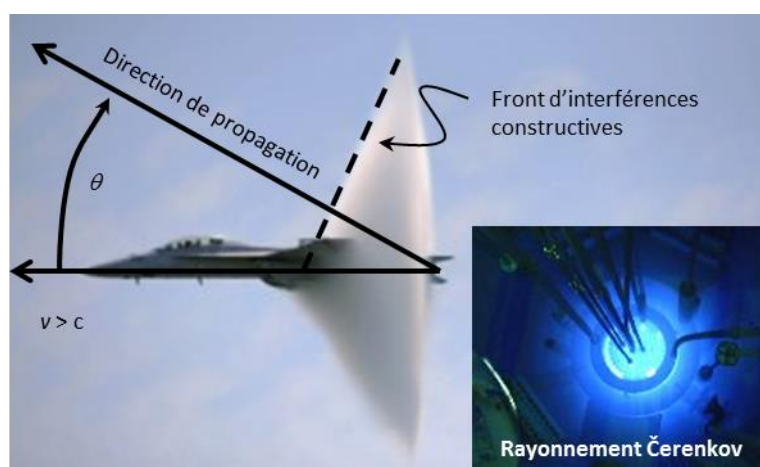 Direction de propagation
Front d'interférences
constructives
θ
v > c
Rayonnement Čerenkov